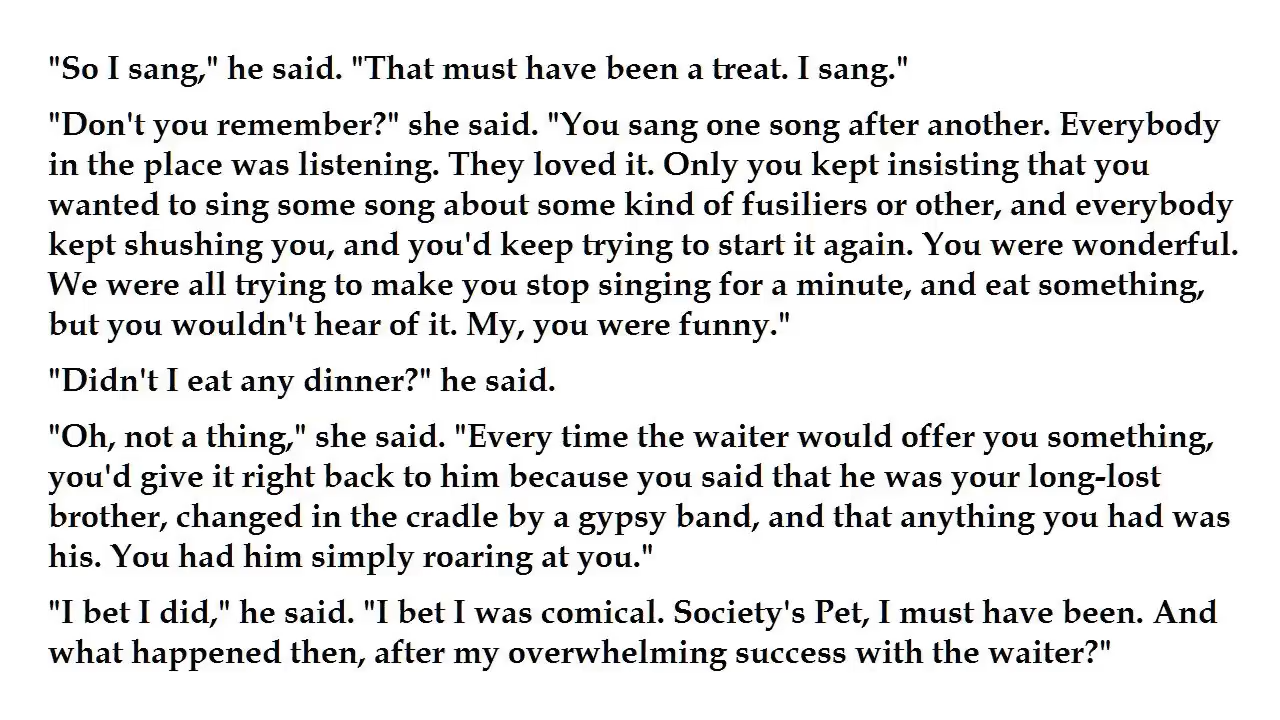 "So I sang," he said. "That must have been a treat. I sang."
"Don't you remember?" she said. "You sang one song after another. Everybody
in the place was listening. They loved it. Only you kept insisting that you
wanted to sing some song about some kind of fusiliers or other, and everybody
kept shushing you, and you'd keep trying to start it again. You were wonderful.
We were all trying to make you stop singing for a minute, and eat something,
but you wouldn't hear of it. My, you were funny."
"Didn't I eat any dinner?" he said.
"Oh, not a thing," she said. "Every time the waiter would offer you something,
you'd give it right back to him because you said that he was your long-lost
brother, changed in the cradle by a gypsy band, and that anything you had was
his. You had him simply roaring at you."
"I bet I did," he said. "I bet I was comical. Society's Pet, I must have been. And
what happened then, after my overwhelming success with the waiter?"